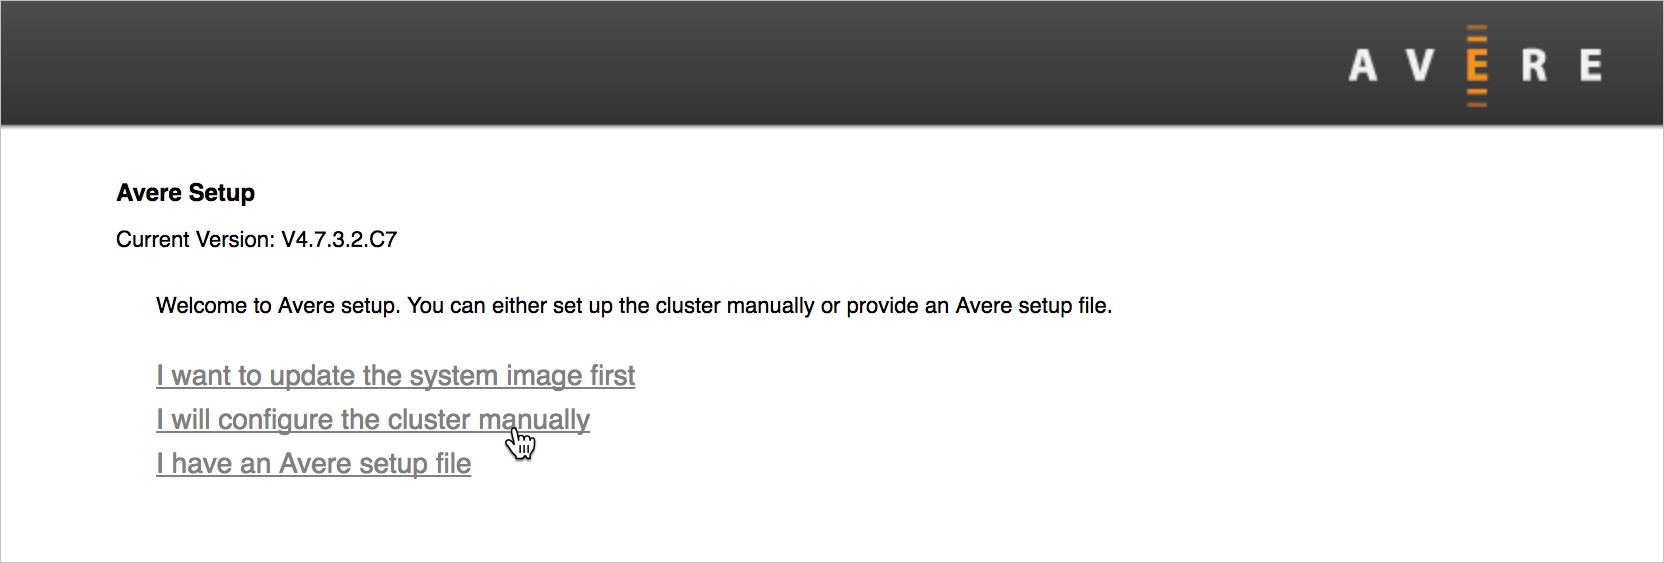 AVERE
Avere Setup
Current Version: V4.7.3.2.C7
Welcome to Avere setup. You can either set up the cluster manually or provide an Avere setup file.
I want to update the system image first
I will configure the cluster manually
I have an Avere setup file